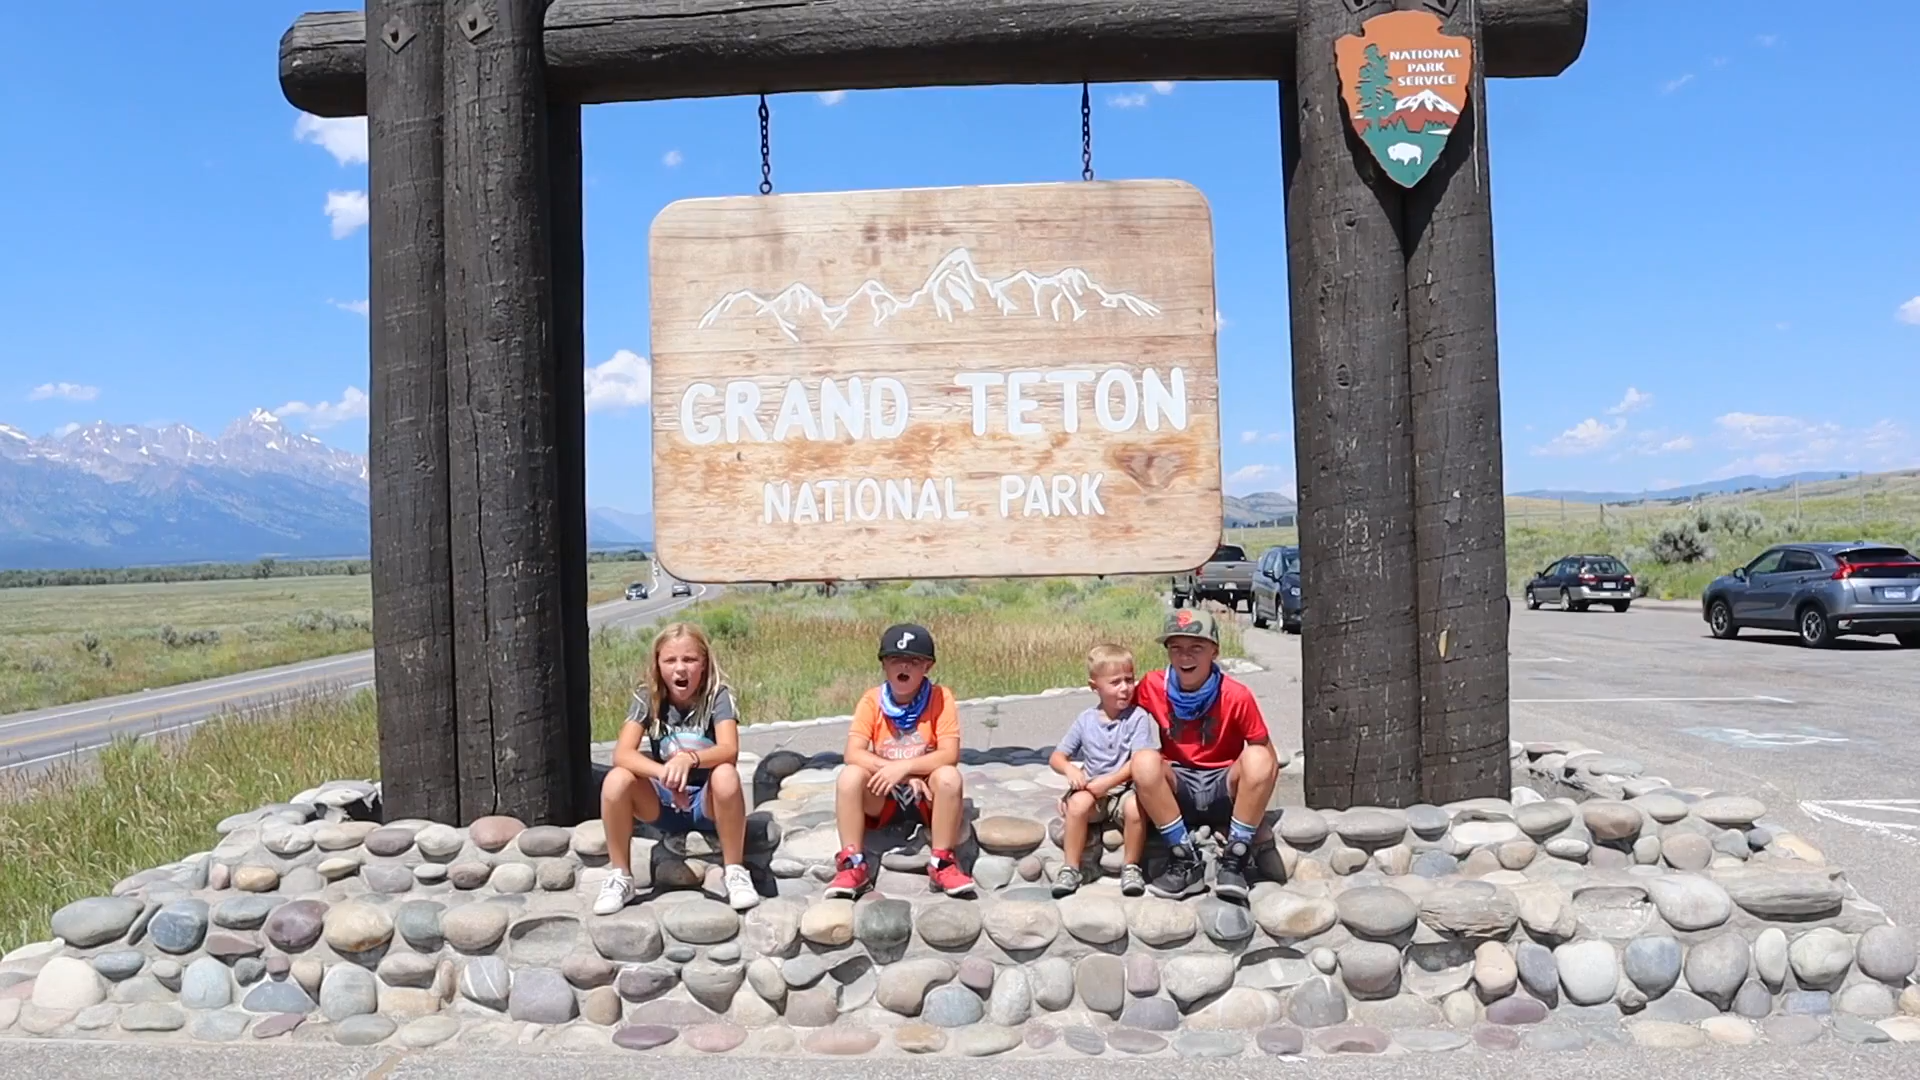 NATIONAL
PARK
SERVICE
GRAND TETON
NATIONAL PARK